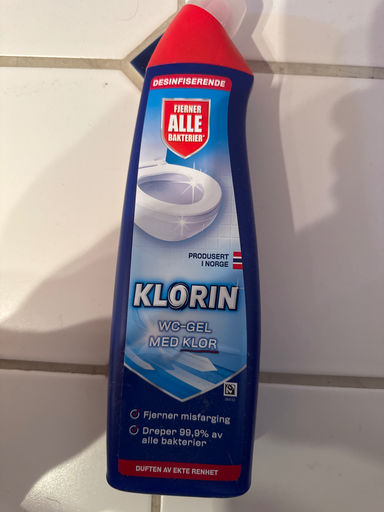 DESINFISERENDE
FJERNER
ALLE
BAKTERIER*
PRODUSERT
I NORGE
KLORIN
WC-GEL
MED KLOR
Fjerner misfarging
Dreper 99,9% av
alle bakterier
DUFTEN AV EKTE RENHET